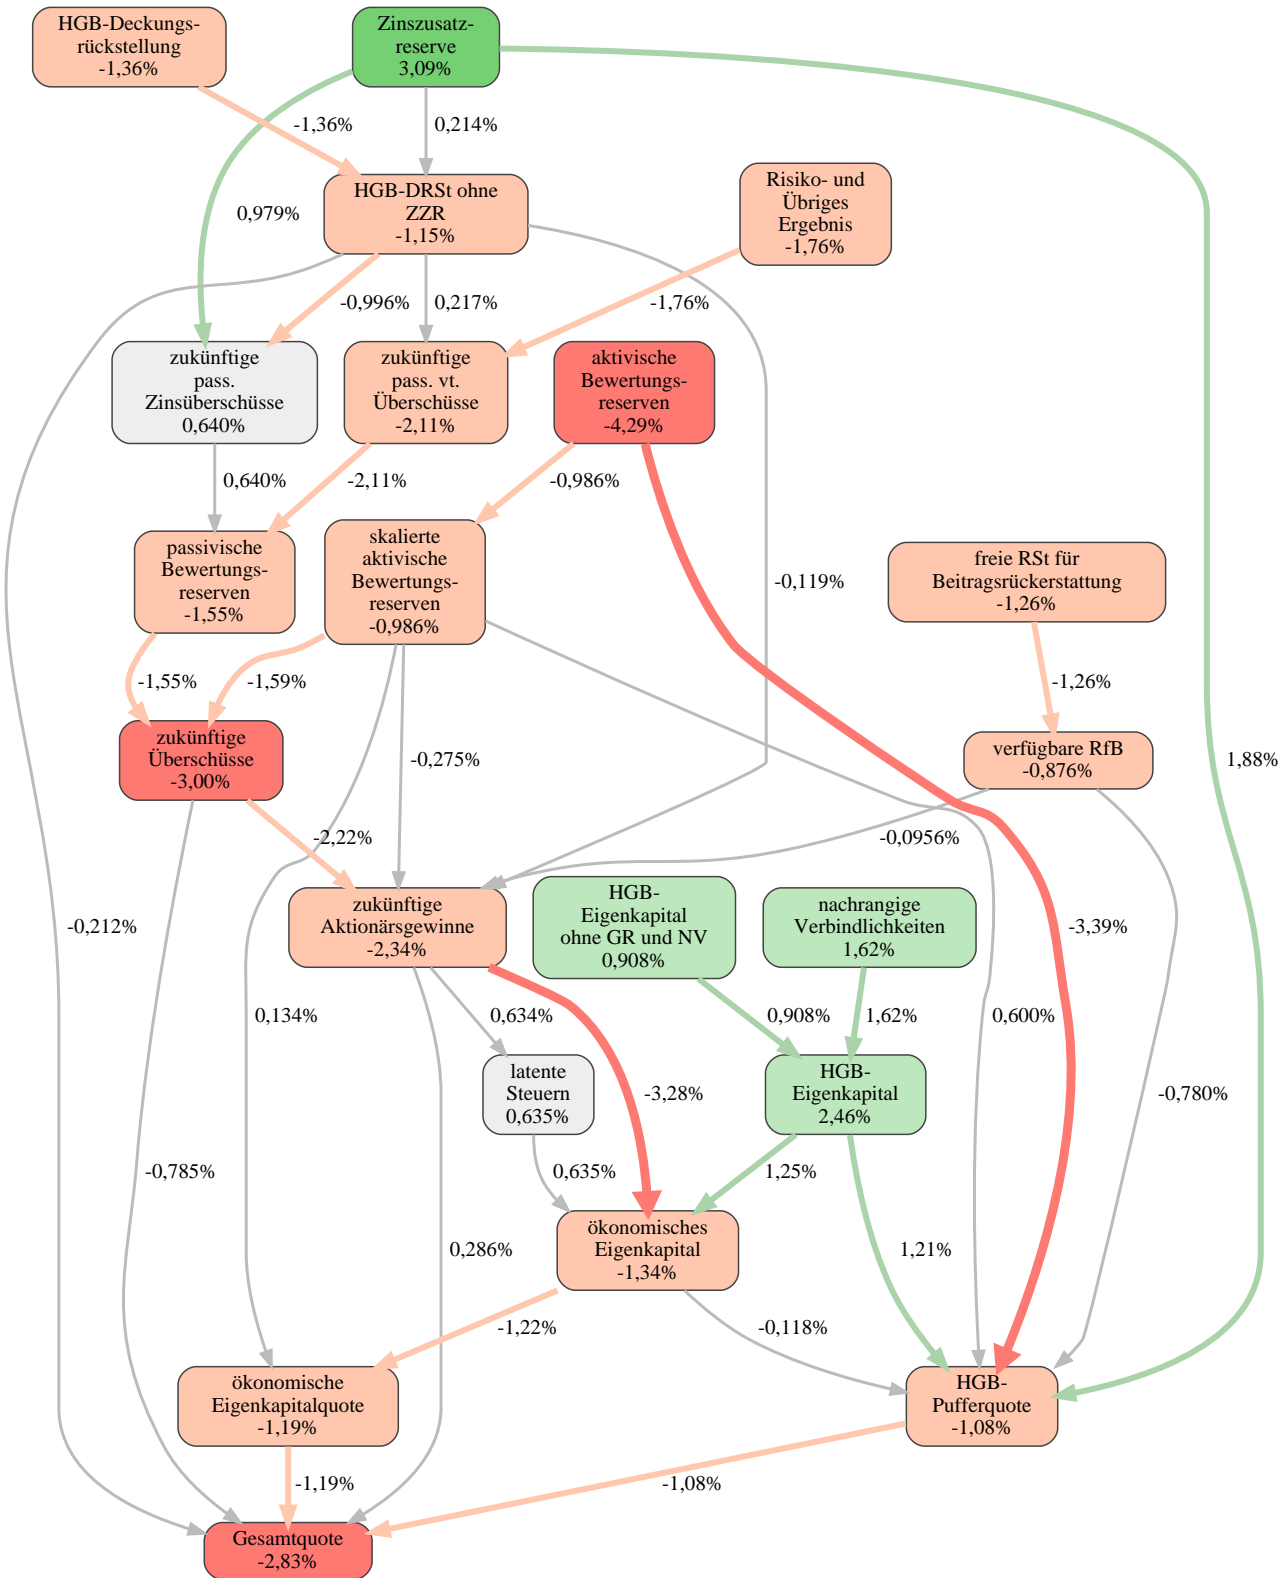 HGB-Deckungs-
rückstellung
-1,36%
Zinszusatz-
reserve
3,09%
-1,36%
0,214%
HGB-DRSt ohne
ZZR
-1,15%
Risiko- und
Übriges
Ergebnis
-1,76%
0,979%
-0,996%
0,217%
-1,76%
zukünftige
pass.
Zinsüberschüsse
0,640%
zukünftige
pass. vt.
Überschüsse
-2,11%
aktivische
Bewertungs-
reserven
-4,29%
0,640%
-2,11%
-0,986%
passivische
Bewertungs-
reserven
-1,55%
skalierte
aktivische
Bewertungs-
reserven
-0,986%
-0,119%
freie RSt für
Beitragsrückerstattung
-1,26%
-1,55%
-1,59%
-1,26%
zukünftige
Überschüsse
-3,00%
-0,275%
verfügbare RfB
-0,876%
1,88%
-2,22%
-0,0956%
zukünftige
Aktionärsgewinne
-2,34%
HGB-
Eigenkapital
ohne GR und NV
0,908%
nachrangige
Verbindlichkeiten
1,62%
-0,212%
-3,39%
0,134%
0,634%
0,908%
1,62%
0,600%
latente
Steuern
0,635%
-3,28%
HGB-
Eigenkapital
2,46%
-0,780%
-0,785%
0,635%
1,25%
ökonomisches
Eigenkapital
-1,34%
0,286%
1,21%
-1,22%
-0,118%
ökonomische
Eigenkapitalquote
-1,19%
HGB-
Pufferquote
-1,08%
-1,19%
-1,08%
Gesamtquote
-2,83%